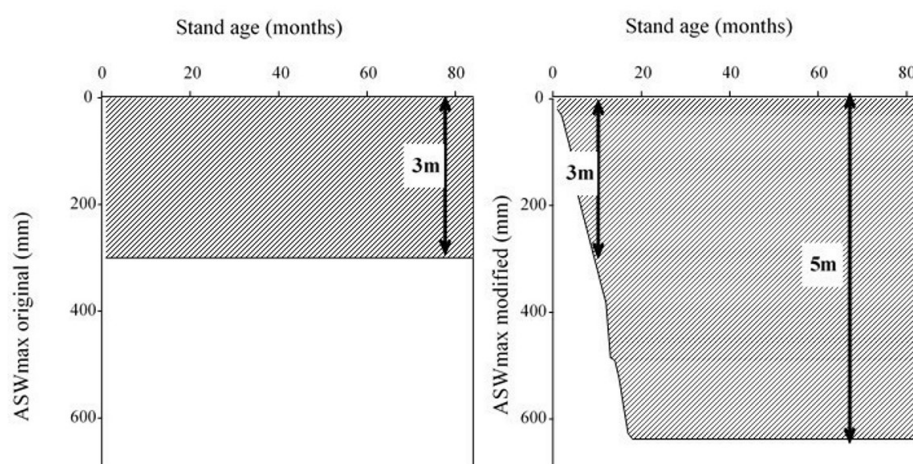 Stand age (months)
0 20 40 60 80
0
200
400
600
ASWmax original (mm)
3m
Stand age (months)
0 20 40 60 80
0
200
400
600
ASWmax modified (mm)
3m
5m